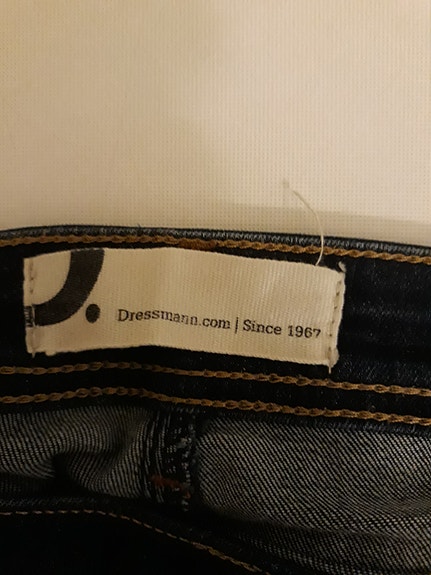 D.
Dressmann.com | Since 1967